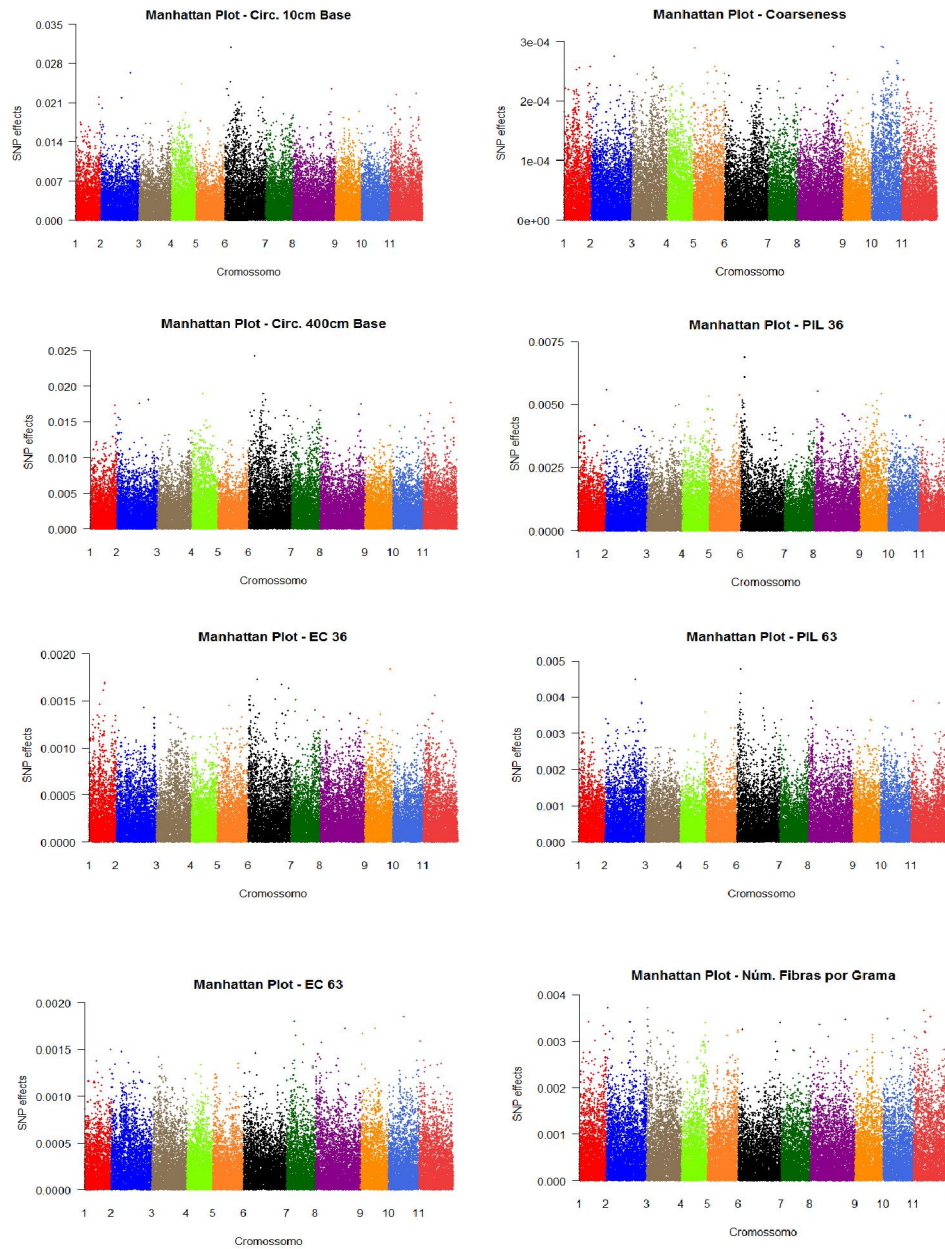 Manhattan Plot - Circ. 10cm Base
0.035
0.028
0.021
0.014
0.007
0.000
SNP effects
1 2 3 4 5 6 7 8 9 10 11
Cromossomo
Manhattan Plot - Coarseness
3e-04
2e-04
1e-04
0e+00
SNP effects
1 2 3 4 5 6 7 8 9 10 11
Cromossomo
Manhattan Plot - Circ. 400cm Base
0.025
0.020
0.015
0.010
0.005
0.000
SNP effects
1 2 3 4 5 6 7 8 9 10 11
Cromossomo
Manhattan Plot - PIL 36
0.0075
0.0050
0.0025
0.0000
SNP effects
1 2 3 4 5 6 7 8 9 10 11
Cromossomo
Manhattan Plot - EC 36
0.0020
0.0015
0.0010
0.0005
0.0000
SNP effects
1 2 3 4 5 6 7 8 9 10 11
Cromossomo
Manhattan Plot - PIL 63
0.005
0.004
0.003
0.002
0.001
0.000
SNP effects
1 2 3 4 5 6 7 8 9 10 11
Cromossomo
Manhattan Plot - EC 63
0.0020
0.0015
0.0010
0.0005
0.0000
SNP effects
1 2 3 4 5 6 7 8 9 10 11
Cromossomo
Manhattan Plot - Núm. Fibras por Grama
0.004
0.003
0.002
0.001
0.000
SNP effects
1 2 3 4 5 6 7 8 9 10 11
Cromossomo